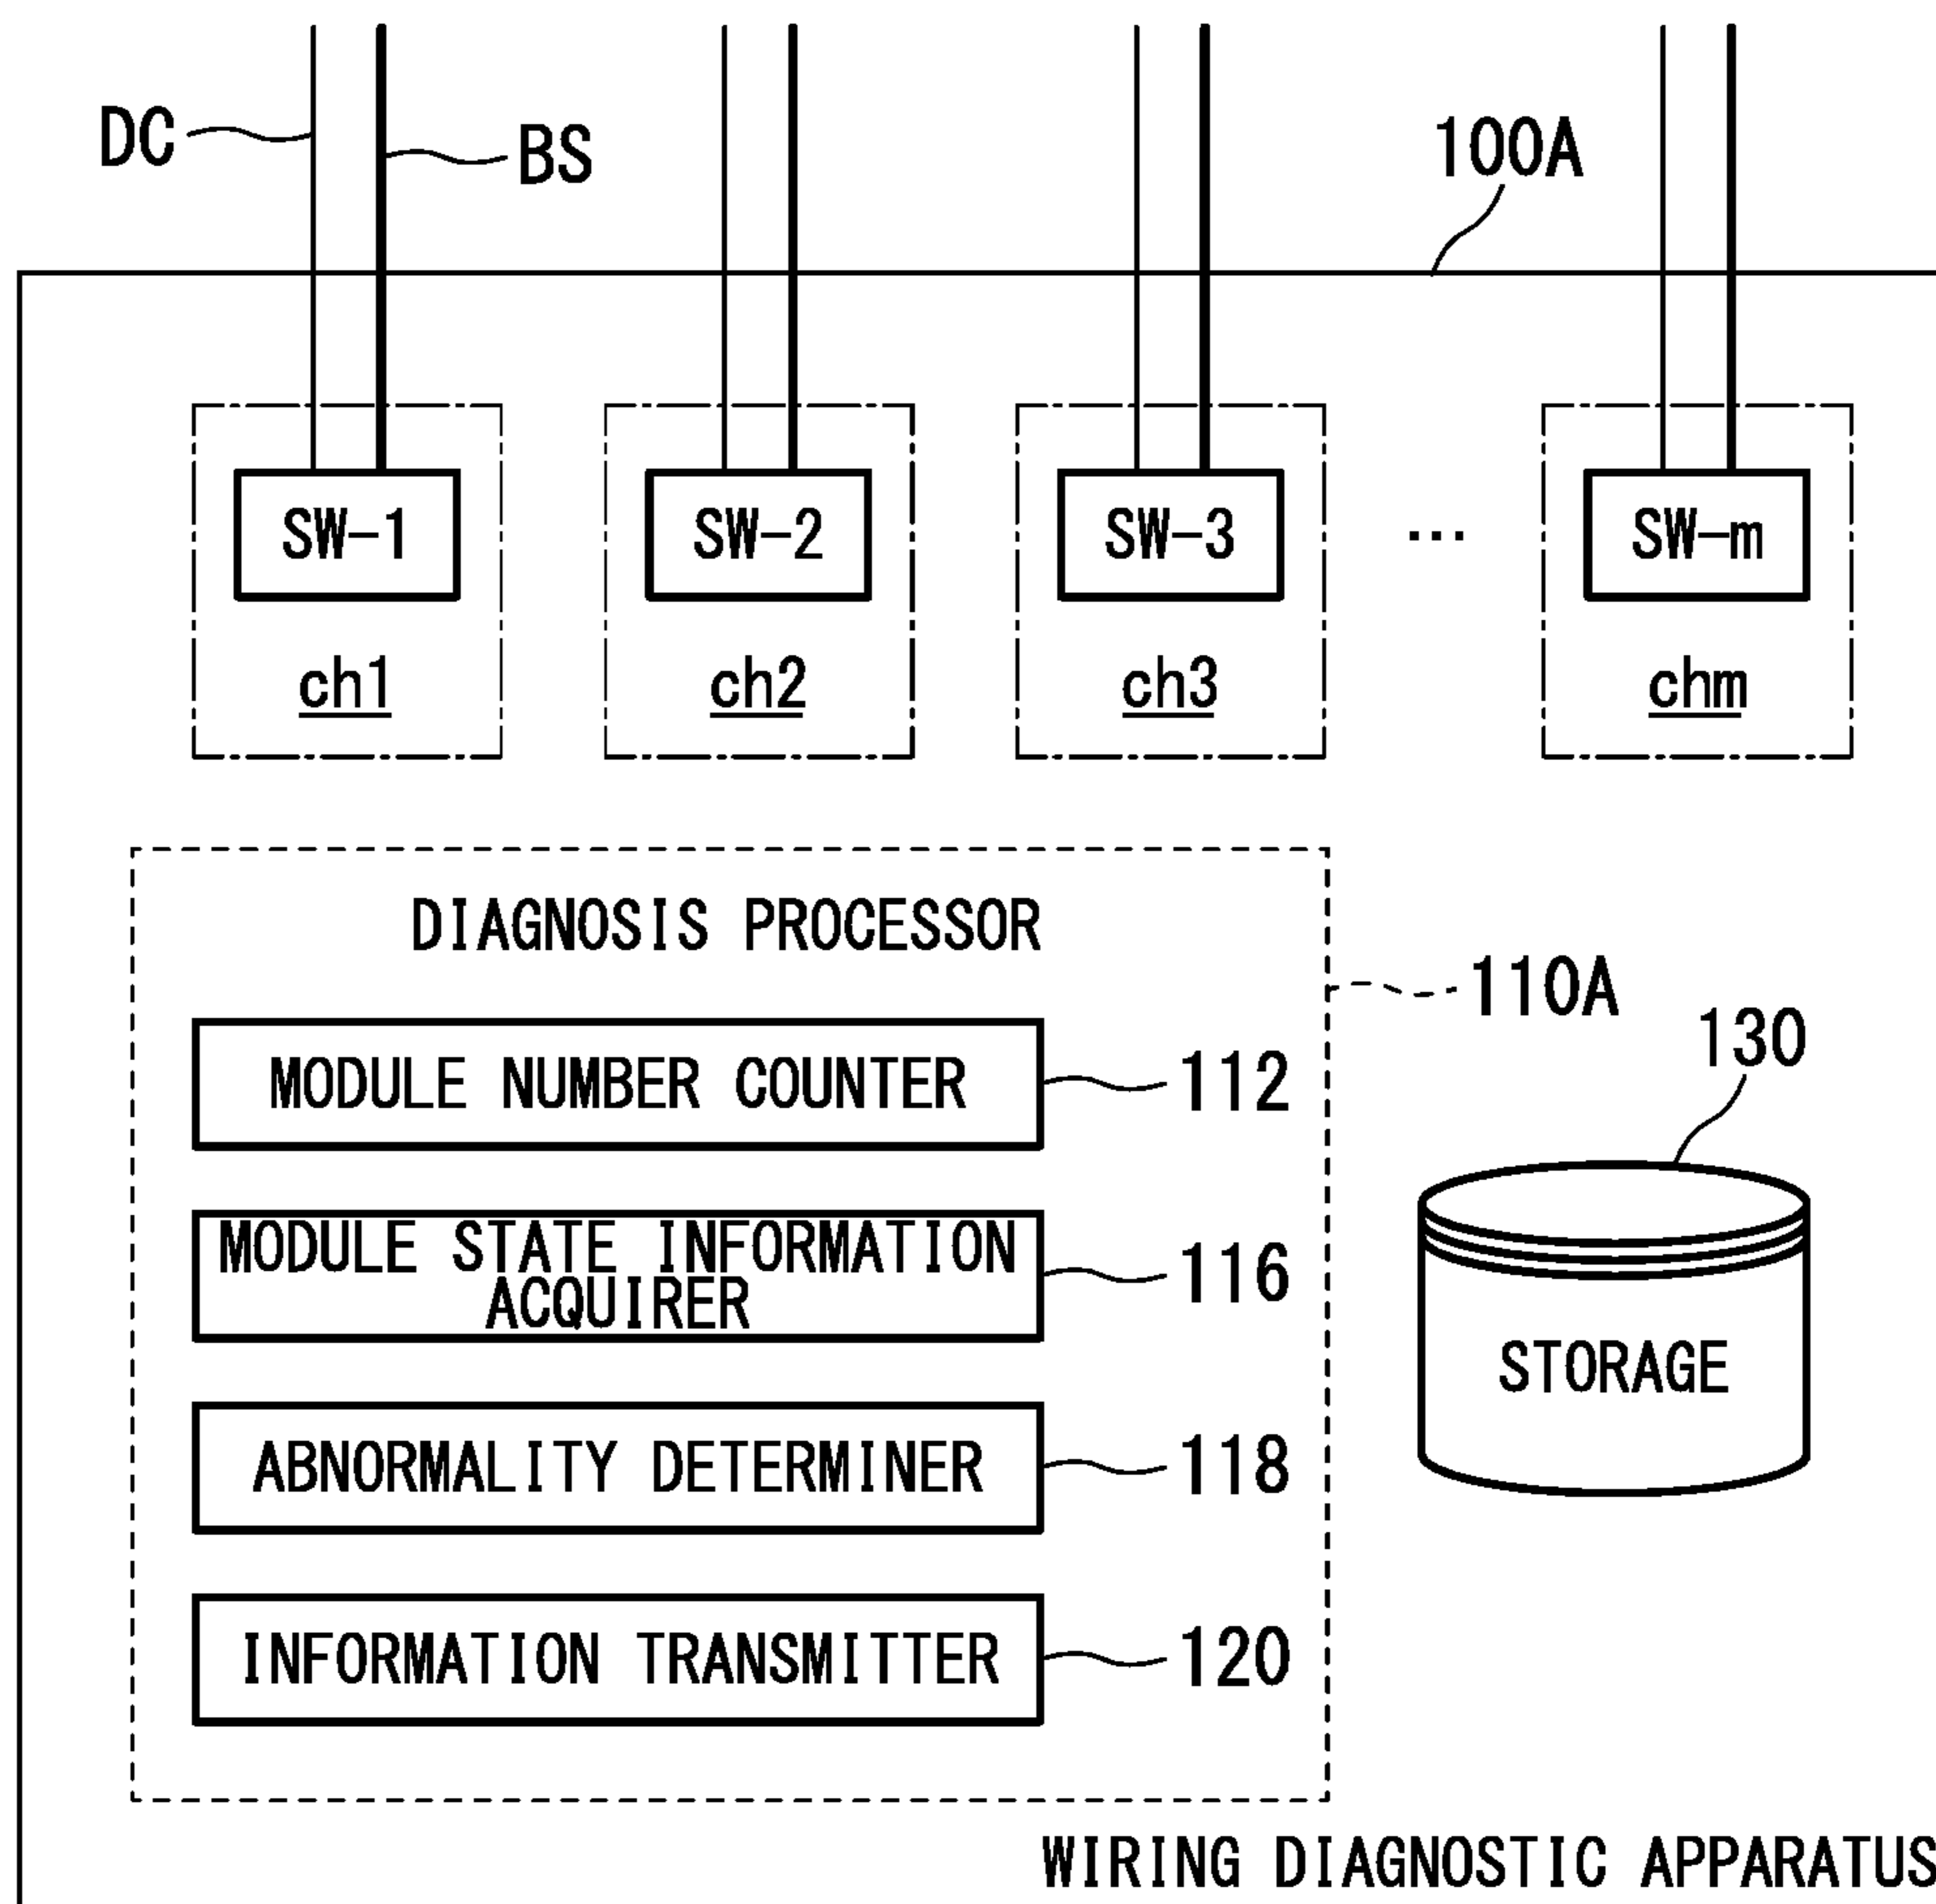 DC
BS
100A
SW-1
SW-2
SW-3
...
SW-m
ch1
ch2
ch3
chm
DIAGNOSIS PROCESSOR
110A
130
MODULE NUMBER COUNTER
112
MODULE STATE INFORMATION
ACQUIRER
116
STORAGE
ABNORMALITY DETERMINER
118
INFORMATION TRANSMITTER
120
WIRING DIAGNOSTIC APPARATUS